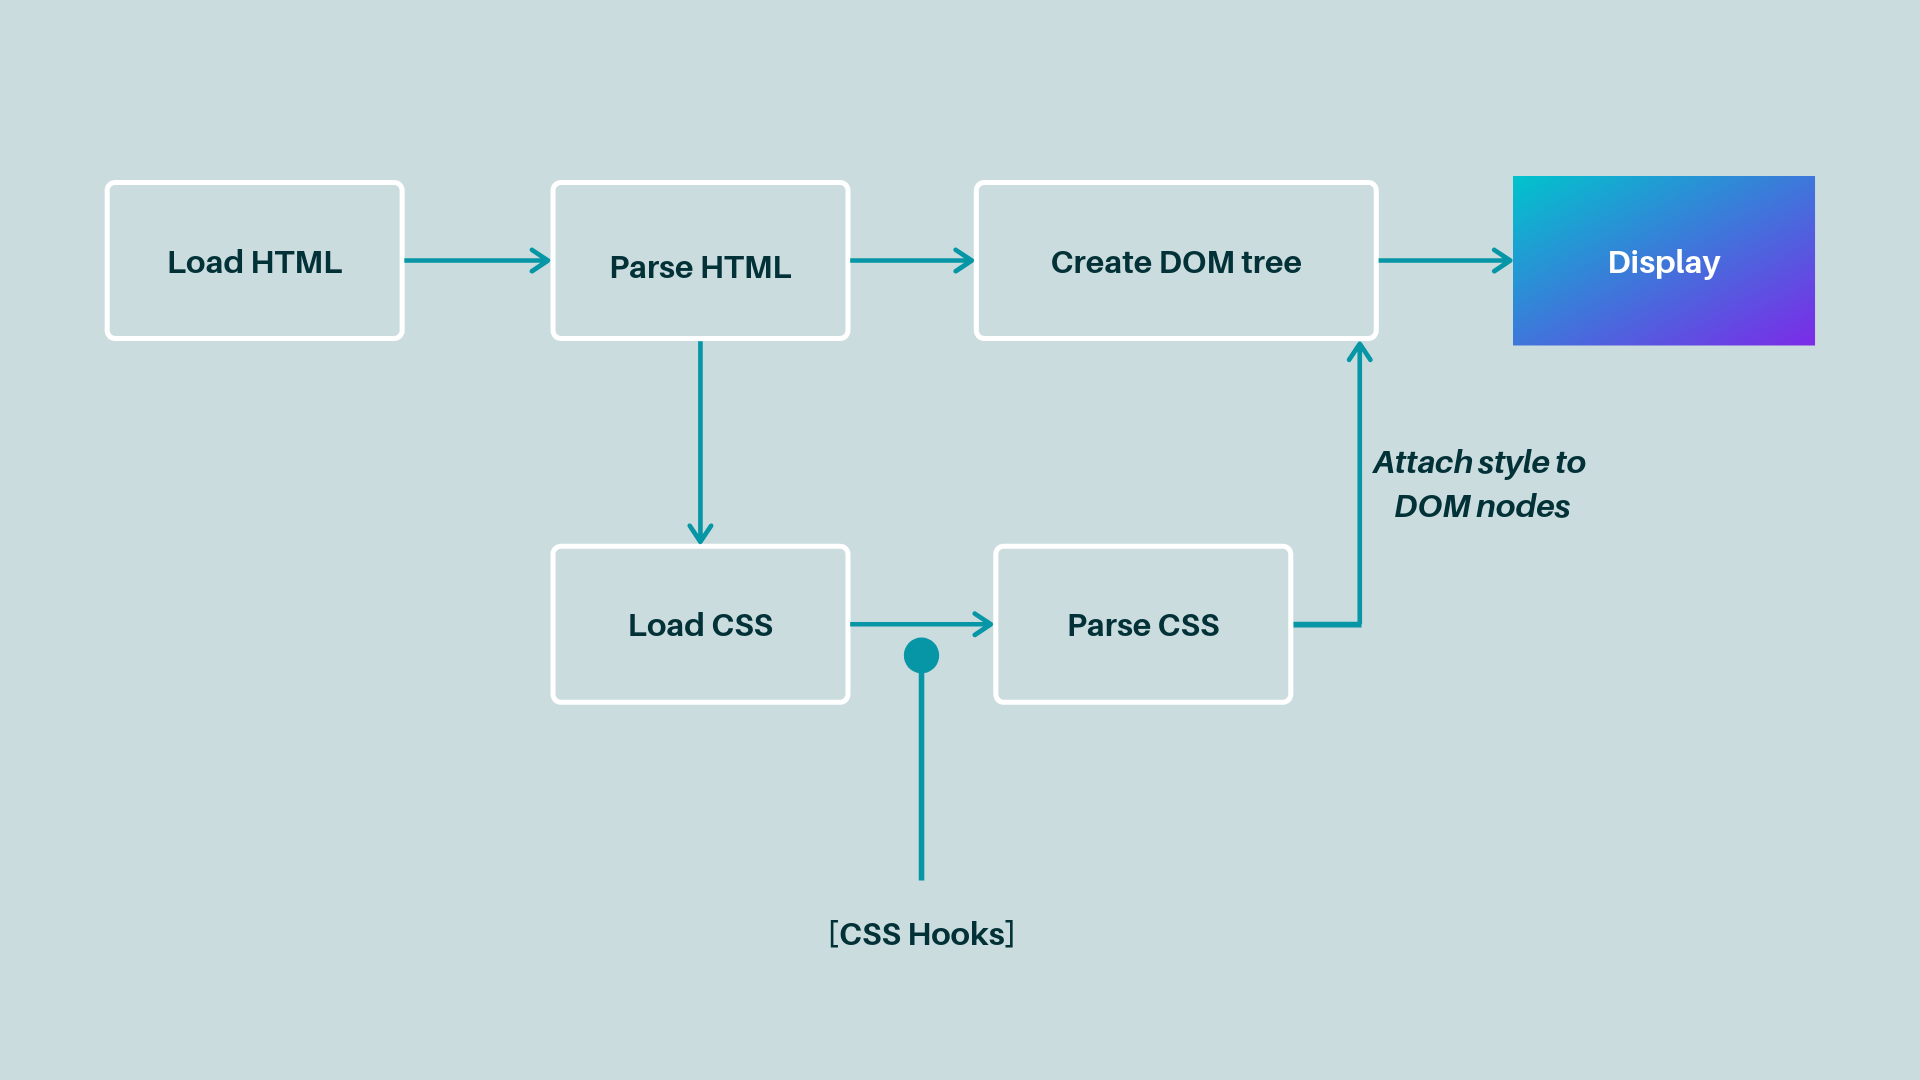 Load HTML
Parse HTML
Create DOM tree
Display
Attach style to
DOM nodes
Load CSS
Parse CSS
[CSS Hooks]